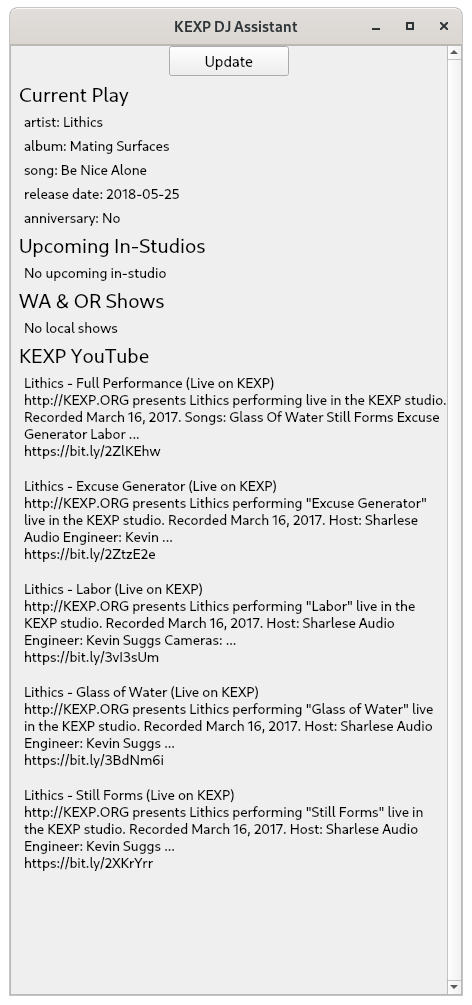 KEXP DJ Assistant
Update
Current Play
artist: Lithics
album: Mating Surfaces
song: Be Nice Alone
release date: 2018-05-25
anniversary: No
Upcoming In-Studios
No upcoming in-studio
WA & OR Shows
No local shows
KEXP YouTube
Lithics - Full Performance (Live on KEXP)
http://KEXP.ORG presents Lithics performing live in the KEXP studio.
Recorded March 16, 2017. Songs: Glass Of Water Still Forms Excuse
Generator Labor ...
https://bit.ly/2ZlKEhw
Lithics - Excuse Generator (Live on KEXP)
http://KEXP.ORG presents Lithics performing "Excuse Generator"
live in the KEXP studio. Recorded March 16, 2017. Host: Sharlese
Audio Engineer: Kevin ...
https://bit.ly/2ZtzE2e
Lithics - Labor (Live on KEXP)
http://KEXP.ORG presents Lithics performing "Labor" live in the
KEXP studio. Recorded March 16, 2017. Host: Sharlese Audio
Engineer: Kevin Suggs Cameras: ...
https://bit.ly/3vI3sUm
Lithics - Glass of Water (Live on KEXP)
http://KEXP.ORG presents Lithics performing "Glass of Water" live
in the KEXP studio. Recorded March 16, 2017. Host: Sharlese Audio
Engineer: Kevin Suggs ...
https://bit.ly/3BdNm6i
Lithics - Still Forms (Live on KEXP)
http://KEXP.ORG presents Lithics performing "Still Forms" live in
the KEXP studio. Recorded March 16, 2017. Host: Sharlese Audio
Engineer: Kevin Suggs ...
https://bit.ly/2XKrYrr